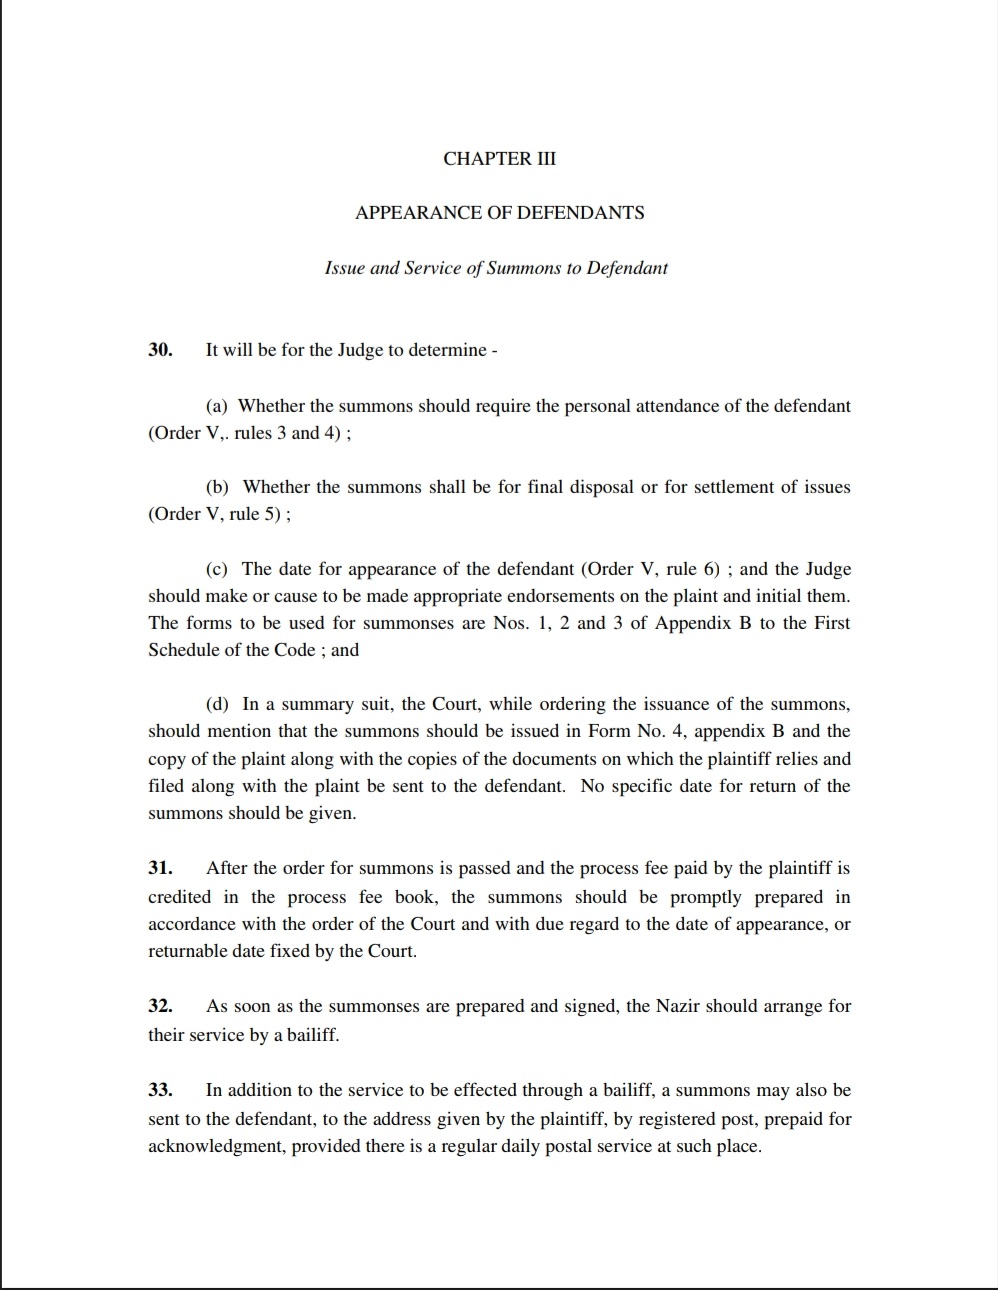 CHAPTER III
APPEARANCE OF DEFENDANTS
Issue and Service of Summons to Defendant
30. It will be for the Judge to determine -
(a) Whether the summons should require the personal attendance of the defendant
(Order V,. rules 3 and 4) ;
(b) Whether the summons shall be for final disposal or for settlement of issues
(Order V, rule 5) ;
(c) The date for appearance of the defendant (Order V, rule 6) ; and the Judge
should make or cause to be made appropriate endorsements on the plaint and initial them.
The forms to be used for summonses are Nos. 1, 2 and 3 of Appendix B to the First
Schedule of the Code ; and
(d) In a summary suit, the Court, while ordering the issuance of the summons,
should mention that the summons should be issued in Form No. 4, appendix B and the
copy of the plaint along with the copies of the documents on which the plaintiff relies and
filed along with the plaint be sent to the defendant. No specific date for return of the
summons should be given.
31. After the order for summons is passed and the process fee paid by the plaintiff is
credited in the process fee book, the summons should be promptly prepared in
accordance with the order of the Court and with due regard to the date of appearance, or
returnable date fixed by the Court.
32. As soon as the summonses are prepared and signed, the Nazir should arrange for
their service by a bailiff.
33. In addition to the service to be effected through a bailiff, a summons may also be
sent to the defendant, to the address given by the plaintiff, by registered post, prepaid for
acknowledgment, provided there is a regular daily postal service at such place.